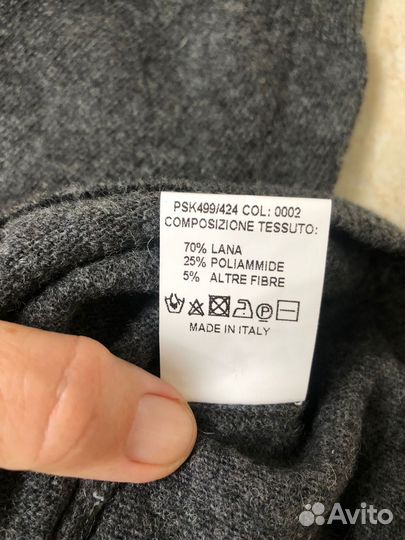 PSK499/424 COL: 0002
COMPOSIZIONE TESSUTO:
70% LANA
25% POLIAMMIDE
5% ALTRE FIBRE
MADE IN ITALY
Avito